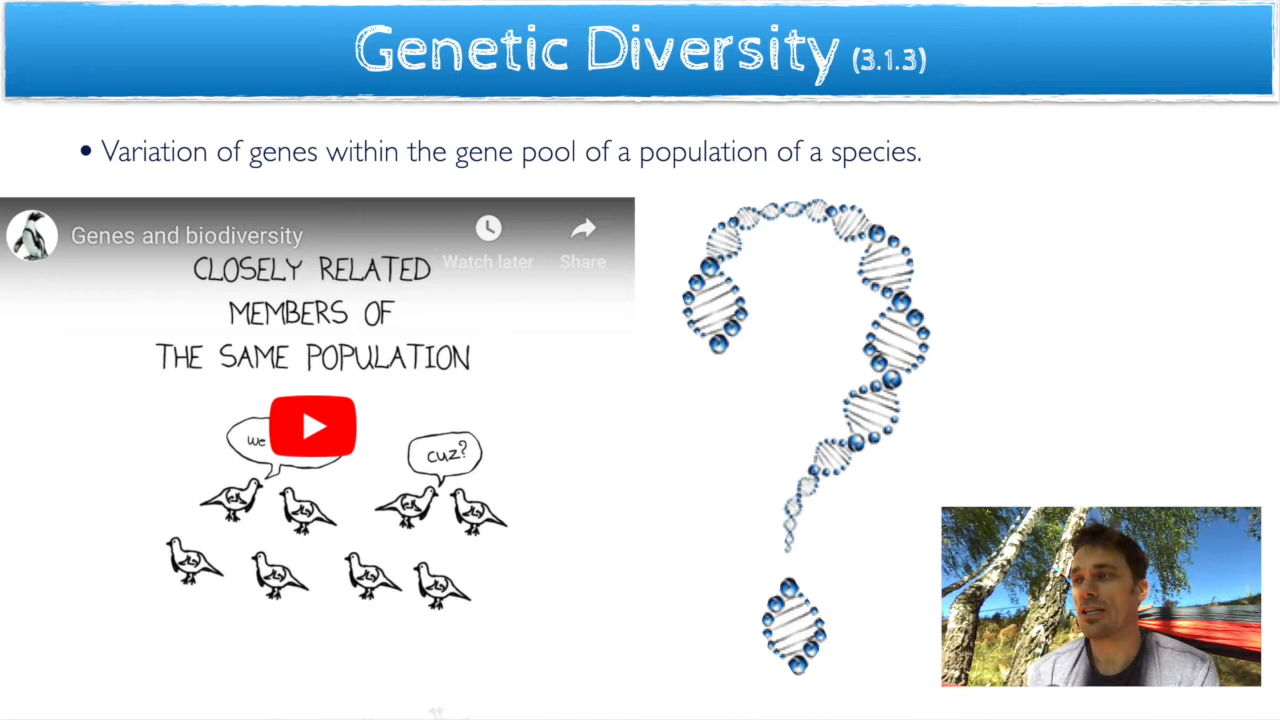 Genetic Diversity (3.1.3)
• Variation of genes within the gene pool of a population of a species.
Genes and biodiversity
Watch later
Share
CLOSELY RELATED
MEMBERS OF
THE SAME POPULATION
we
cuz?